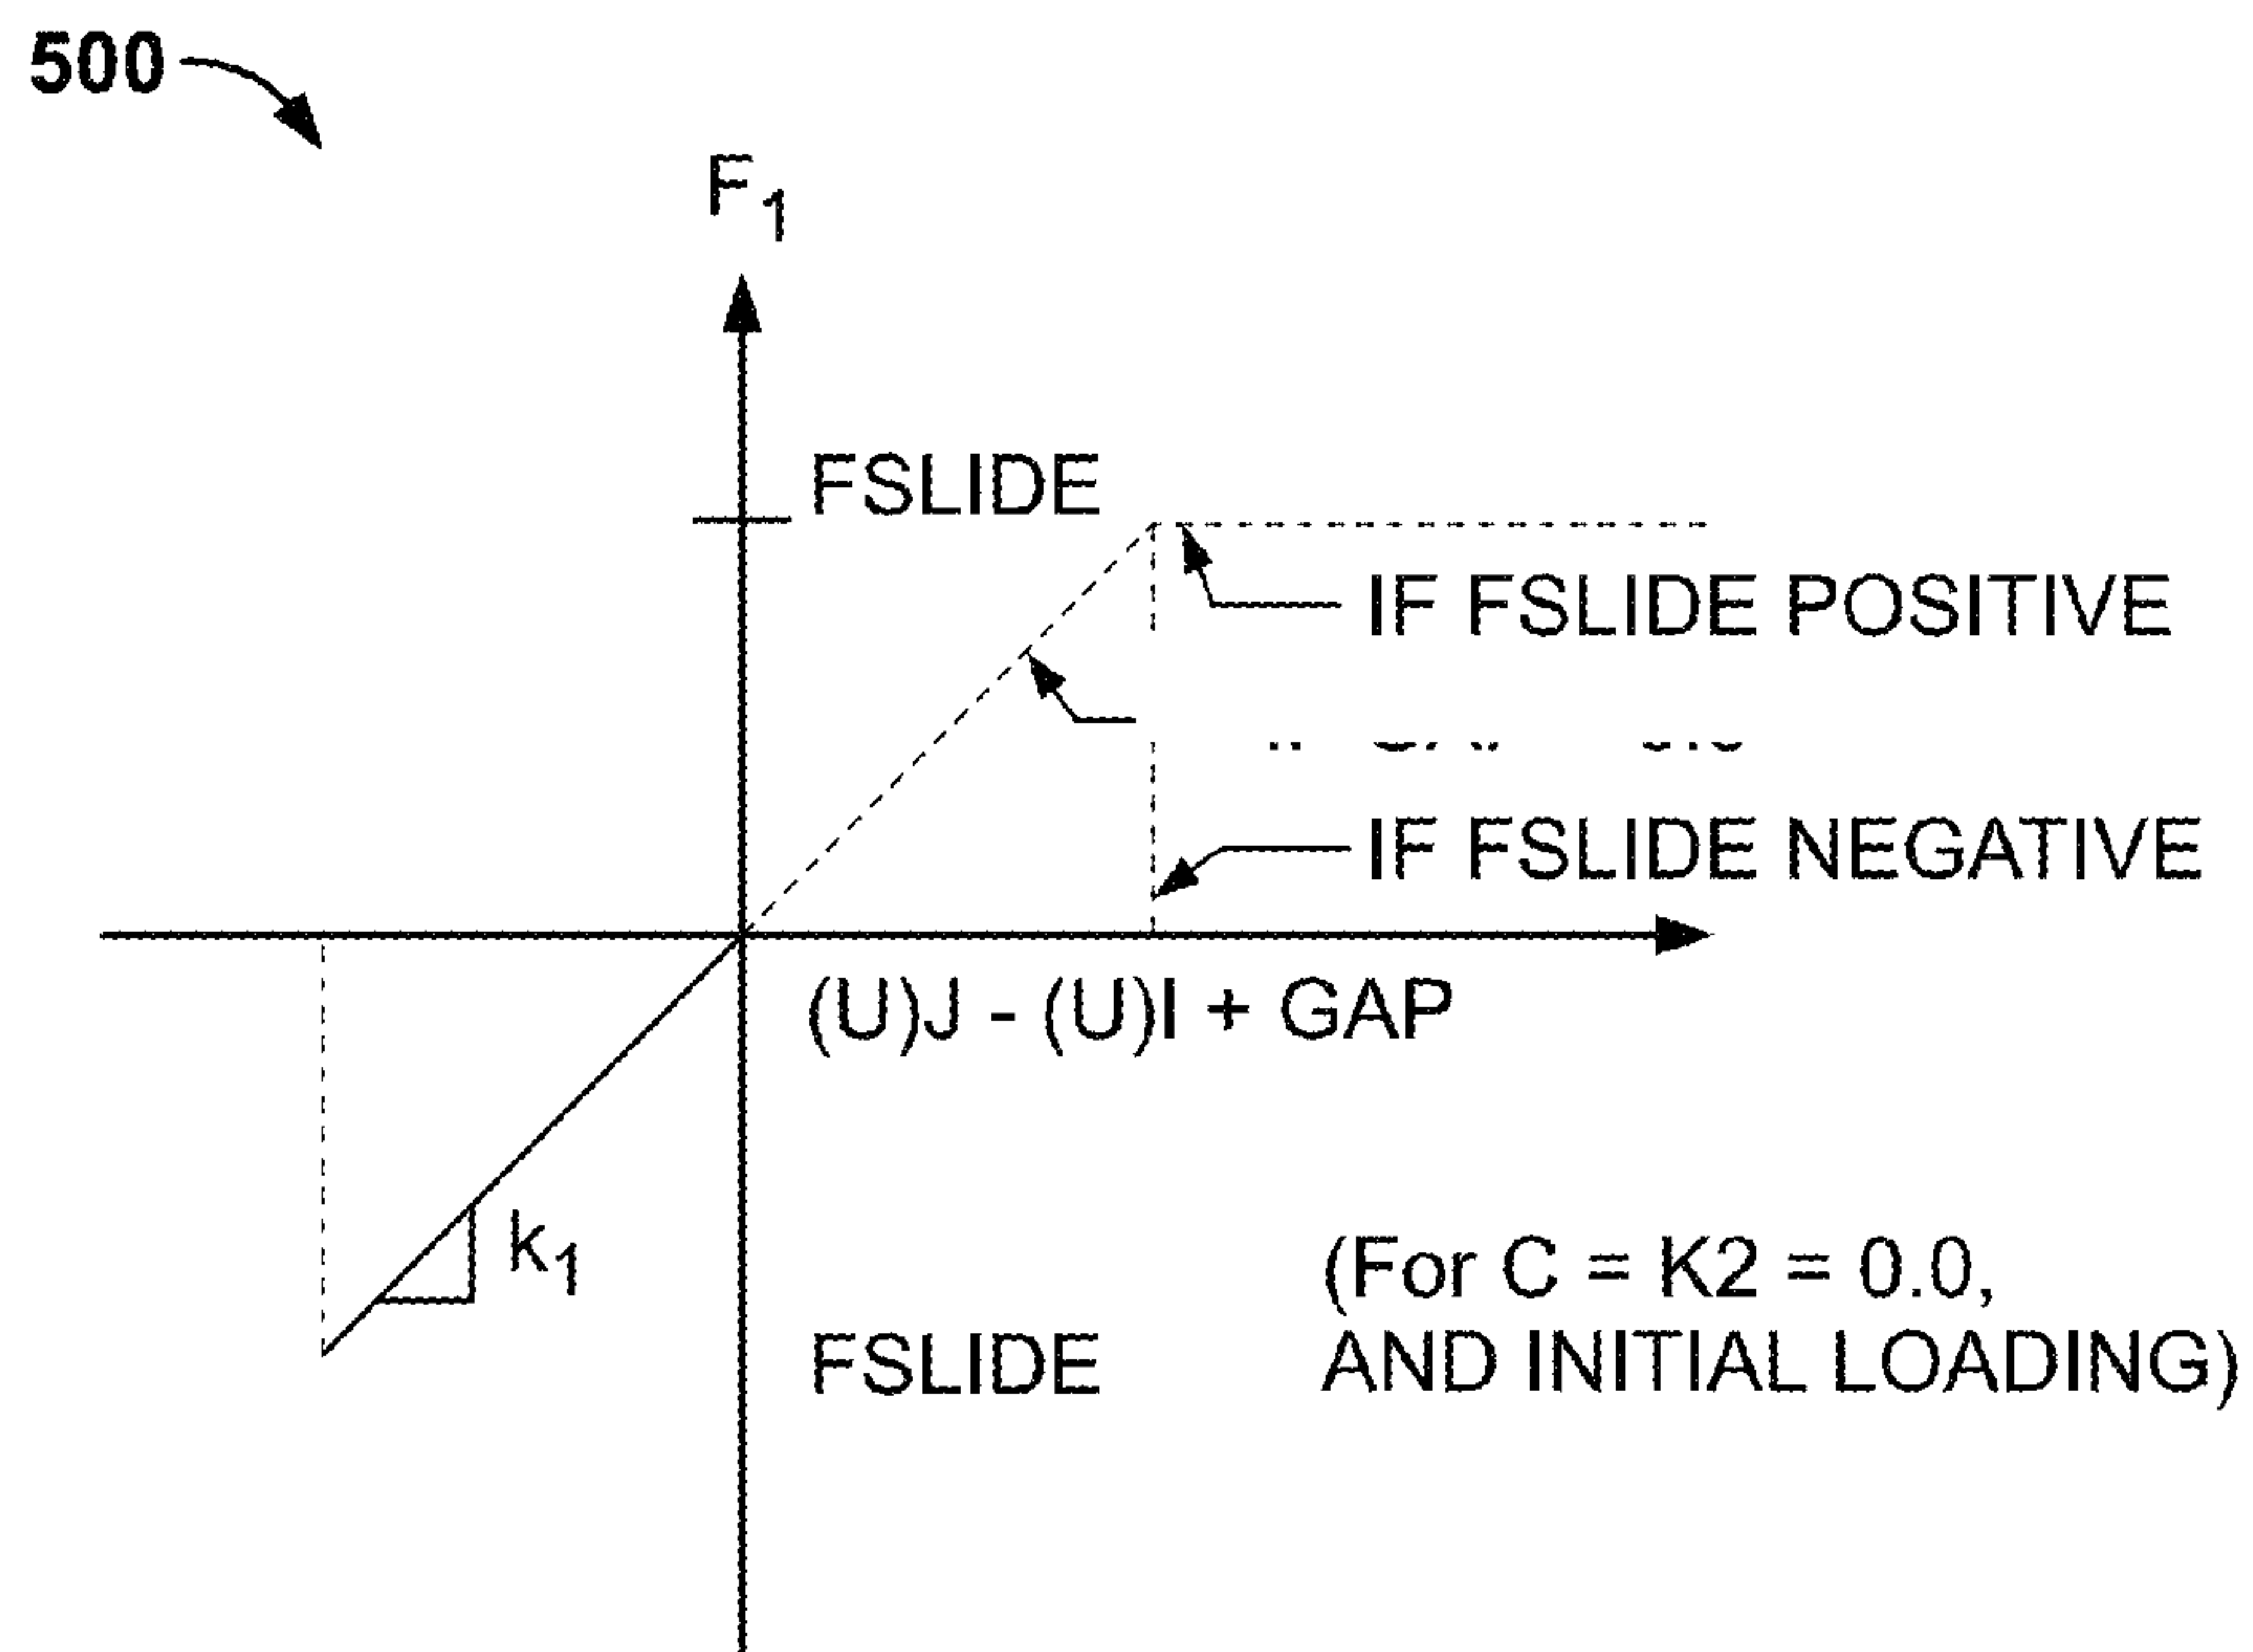 500
F1
FSLIDE
IF FSLIDE POSITIVE
IF FSLIDE NEGATIVE
(U)J - (U)I + GAP
k1
(For C = K2 = 0.0,
FSLIDE
AND INITIAL LOADING)